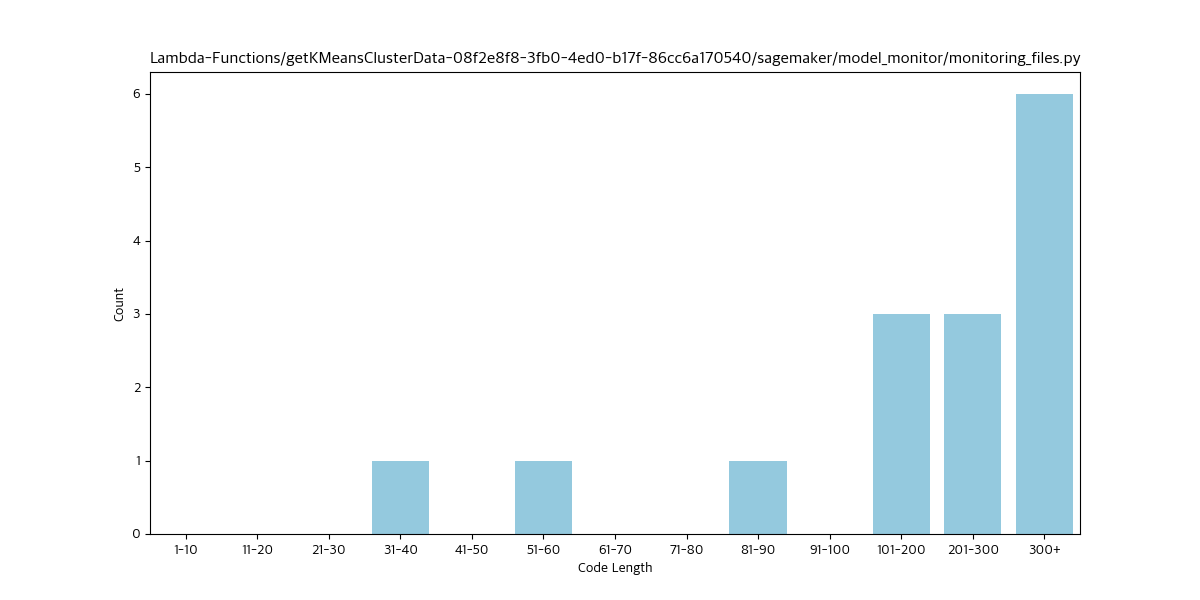 Lambda-Functions/getKMeansClusterData-08f2e8f8-3fb0-4ed0-b17f-86cc6a170540/sagemaker/model_monitor/monitoring_files.py
6
5
4
3
2
1
0
Count
1-10 11-20 21-30 31-40 41-50 51-60 61-70 71-80 81-90 91-100 101-200 201-300 300+
Code Length